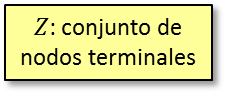 Z: conjunto de
nodos terminales